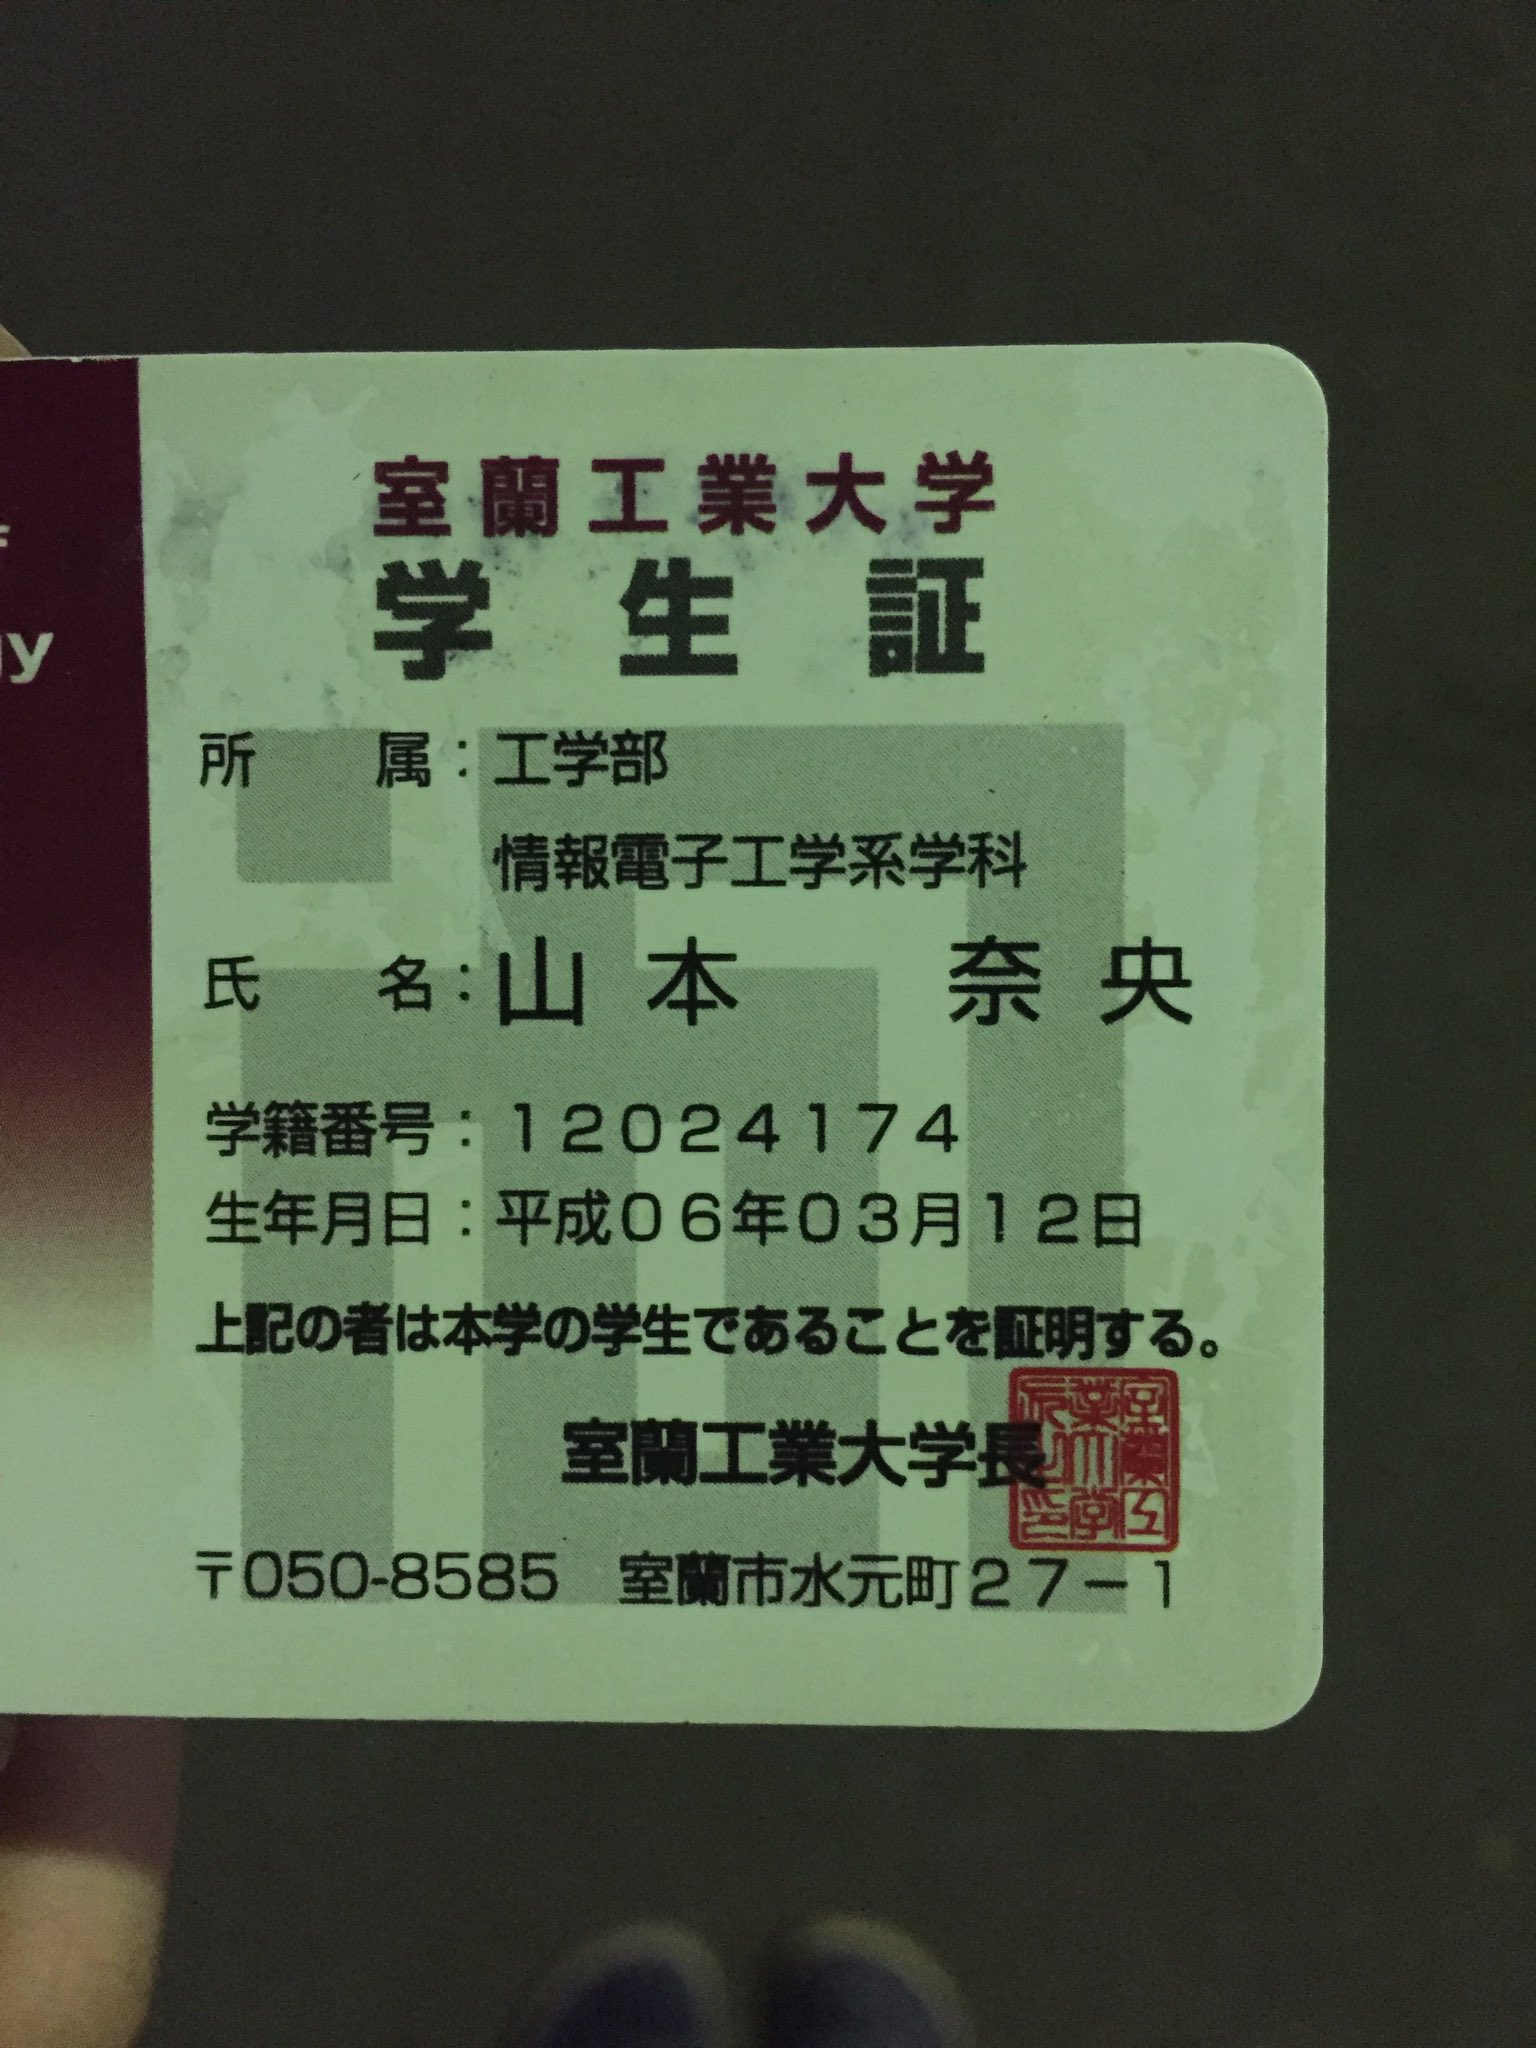 f
gy
室蘭工業大学
学生証
所属：工学部
情報電子工学系学科
氏名：山本 奈央
学籍番号：12024174
生年月日：平成06年03月12日
上記の者は本学の学生であることを証明する。
室蘭工業大学長
〒050-8585 室蘭市水元町27-1